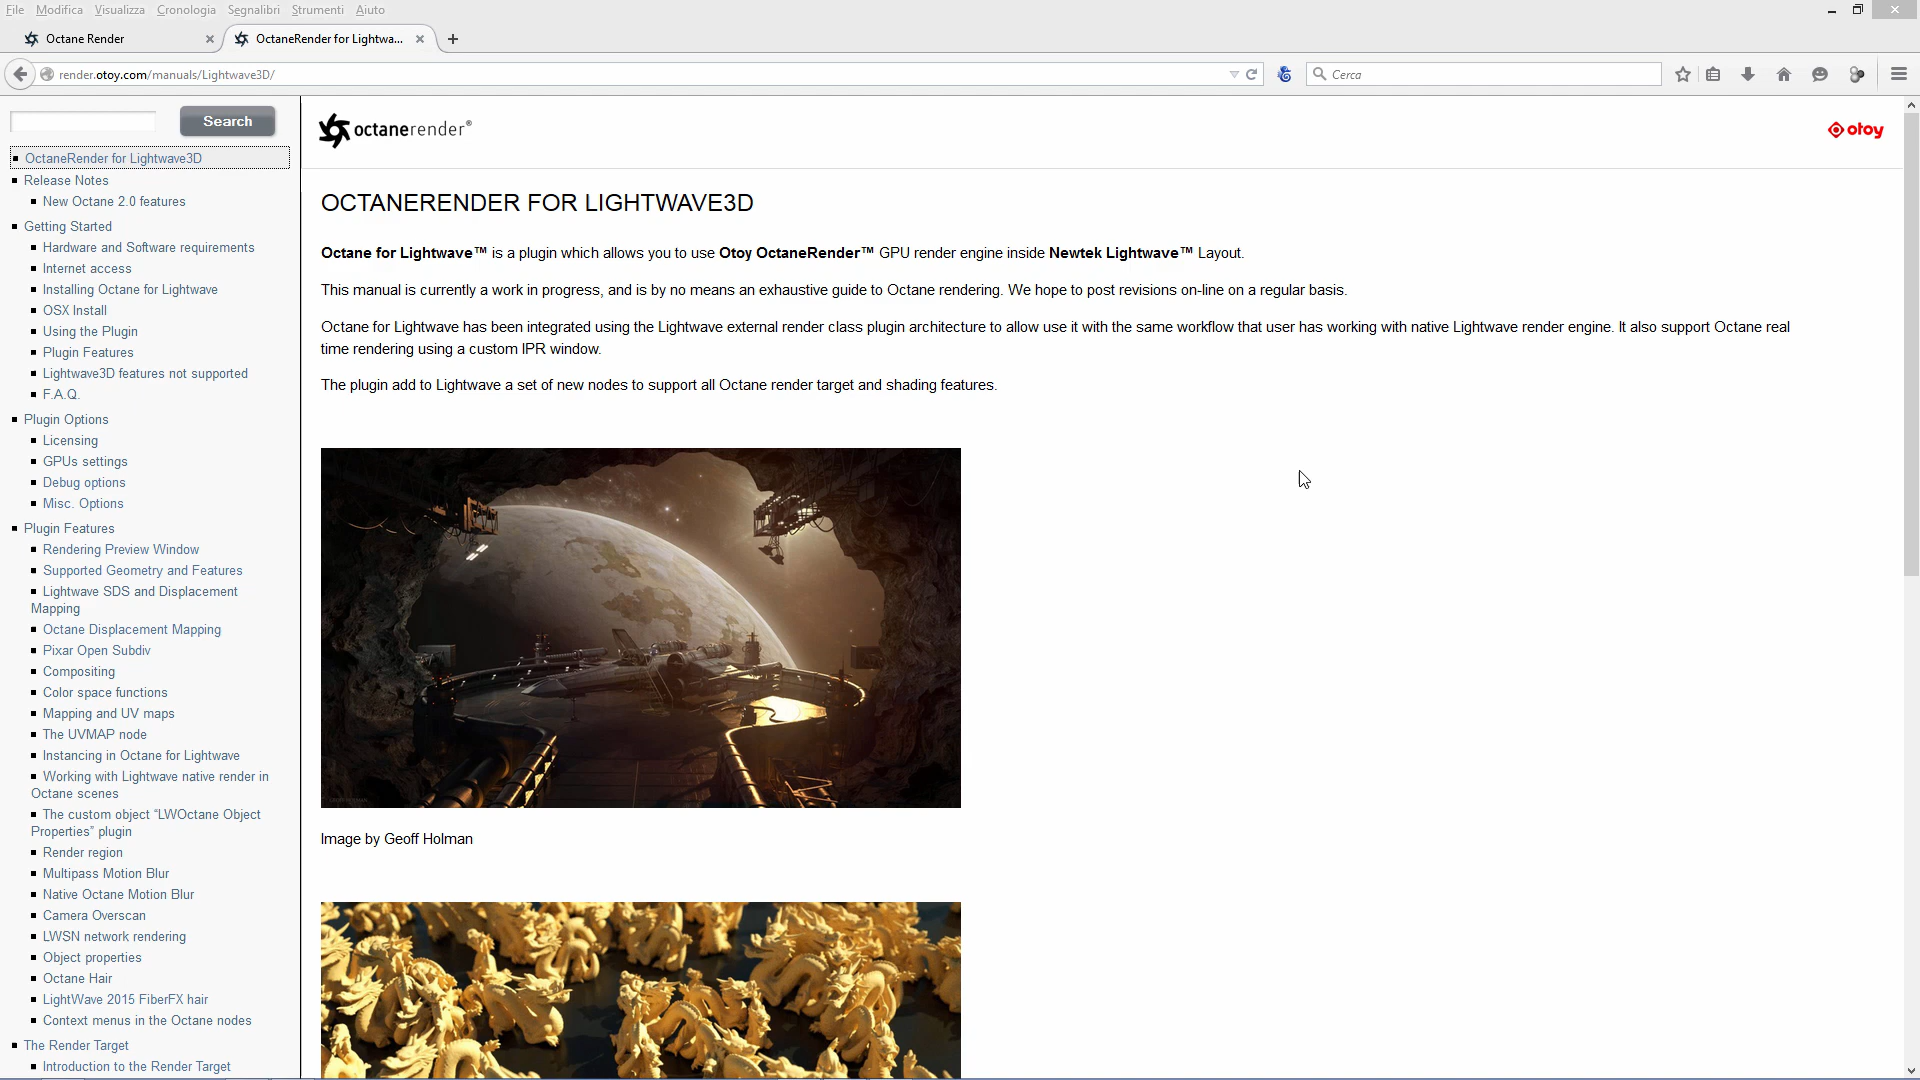 File Modifica Visualizza Cronologia Segnalibri Strumenti Aiuto
Octane Render
OctaneRender for Lightwa...
render.otoy.com/manuals/Lightwave3D/
Cerca
Search
OctaneRender for Lightwave3D
Release Notes
New Octane 2.0 features
Getting Started
Hardware and Software requirements
Internet access
Installing Octane for Lightwave
OSX Install
Using the Plugin
Plugin Features
Lightwave3D features not supported
F.A.Q.
Plugin Options
Licensing
GPUs settings
Debug options
Misc. Options
Plugin Features
Rendering Preview Window
Supported Geometry and Features
Lightwave SDS and Displacement
Mapping
Octane Displacement Mapping
Pixar Open Subdiv
Compositing
Color space functions
Mapping and UV maps
The UVMAP node
Instancing in Octane for Lightwave
Working with Lightwave native render in
Octane scenes
The custom object “LWOctane Object
Properties” plugin
Render region
Multipass Motion Blur
Native Octane Motion Blur
Camera Overscan
LWSN network rendering
Object properties
Octane Hair
LightWave 2015 FiberFX hair
Context menus in the Octane nodes
The Render Target
Introduction to the Render Target
octanerender®
otoy
OCTANERENDER FOR LIGHTWAVE3D
Octane for Lightwave™ is a plugin which allows you to use Otoy OctaneRender™ GPU render engine inside Newtek Lightwave™ Layout.
This manual is currently a work in progress, and is by no means an exhaustive guide to Octane rendering. We hope to post revisions on-line on a regular basis.
Octane for Lightwave has been integrated using the Lightwave external render class plugin architecture to allow use it with the same workflow that user has working with native Lightwave render engine. It also support Octane real
time rendering using a custom IPR window.
The plugin add to Lightwave a set of new nodes to support all Octane render target and shading features.
Image by Geoff Holman